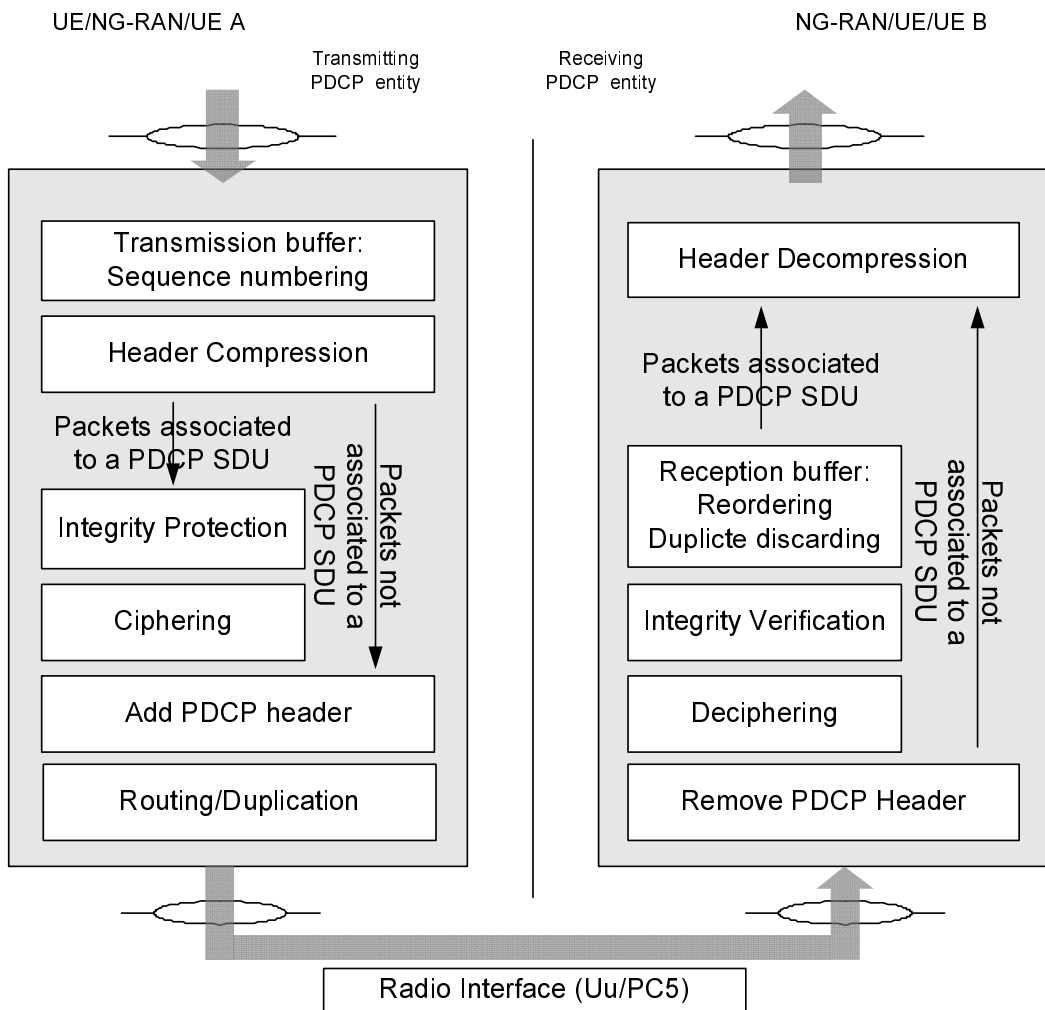 UE/NG-RAN/UE A
NG-RAN/UE/UE B
Transmitting
PDCP entity
Receiving
PDCP entity
Transmission buffer:
Sequence numbering
Header Compression
Packets associated
to a PDCP SDU
Packets not
associated to a
PDCP SDU
Integrity Protection
Ciphering
Add PDCP header
Routing/Duplication
Header Decompression
Packets associated
to a PDCP SDU
Reception buffer:
Reordering
Duplicte discarding
Packets not
associated to a
PDCP SDU
Integrity Verification
Deciphering
Remove PDCP Header
Radio Interface (Uu/PC5)